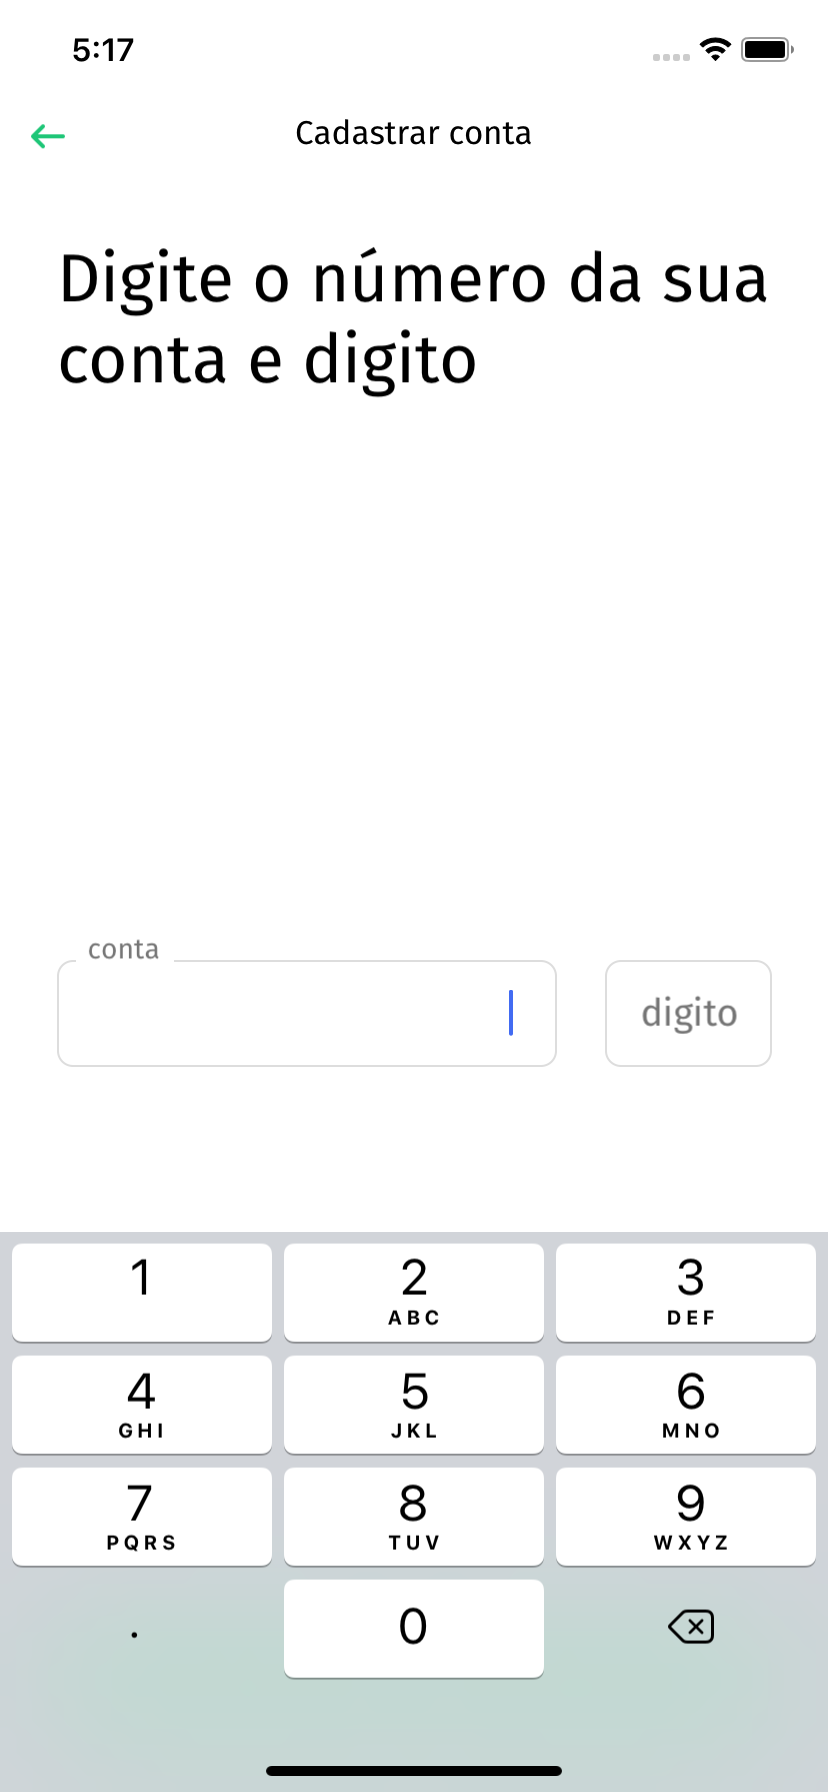 5:17
Cadastrar conta
Digite o número da sua
conta e digito
conta
digito
1
2
ABC
3
DEF
4
GHI
5
JKL
6
MNO
7
PQRS
8
TUV
9
WXYZ
.
0